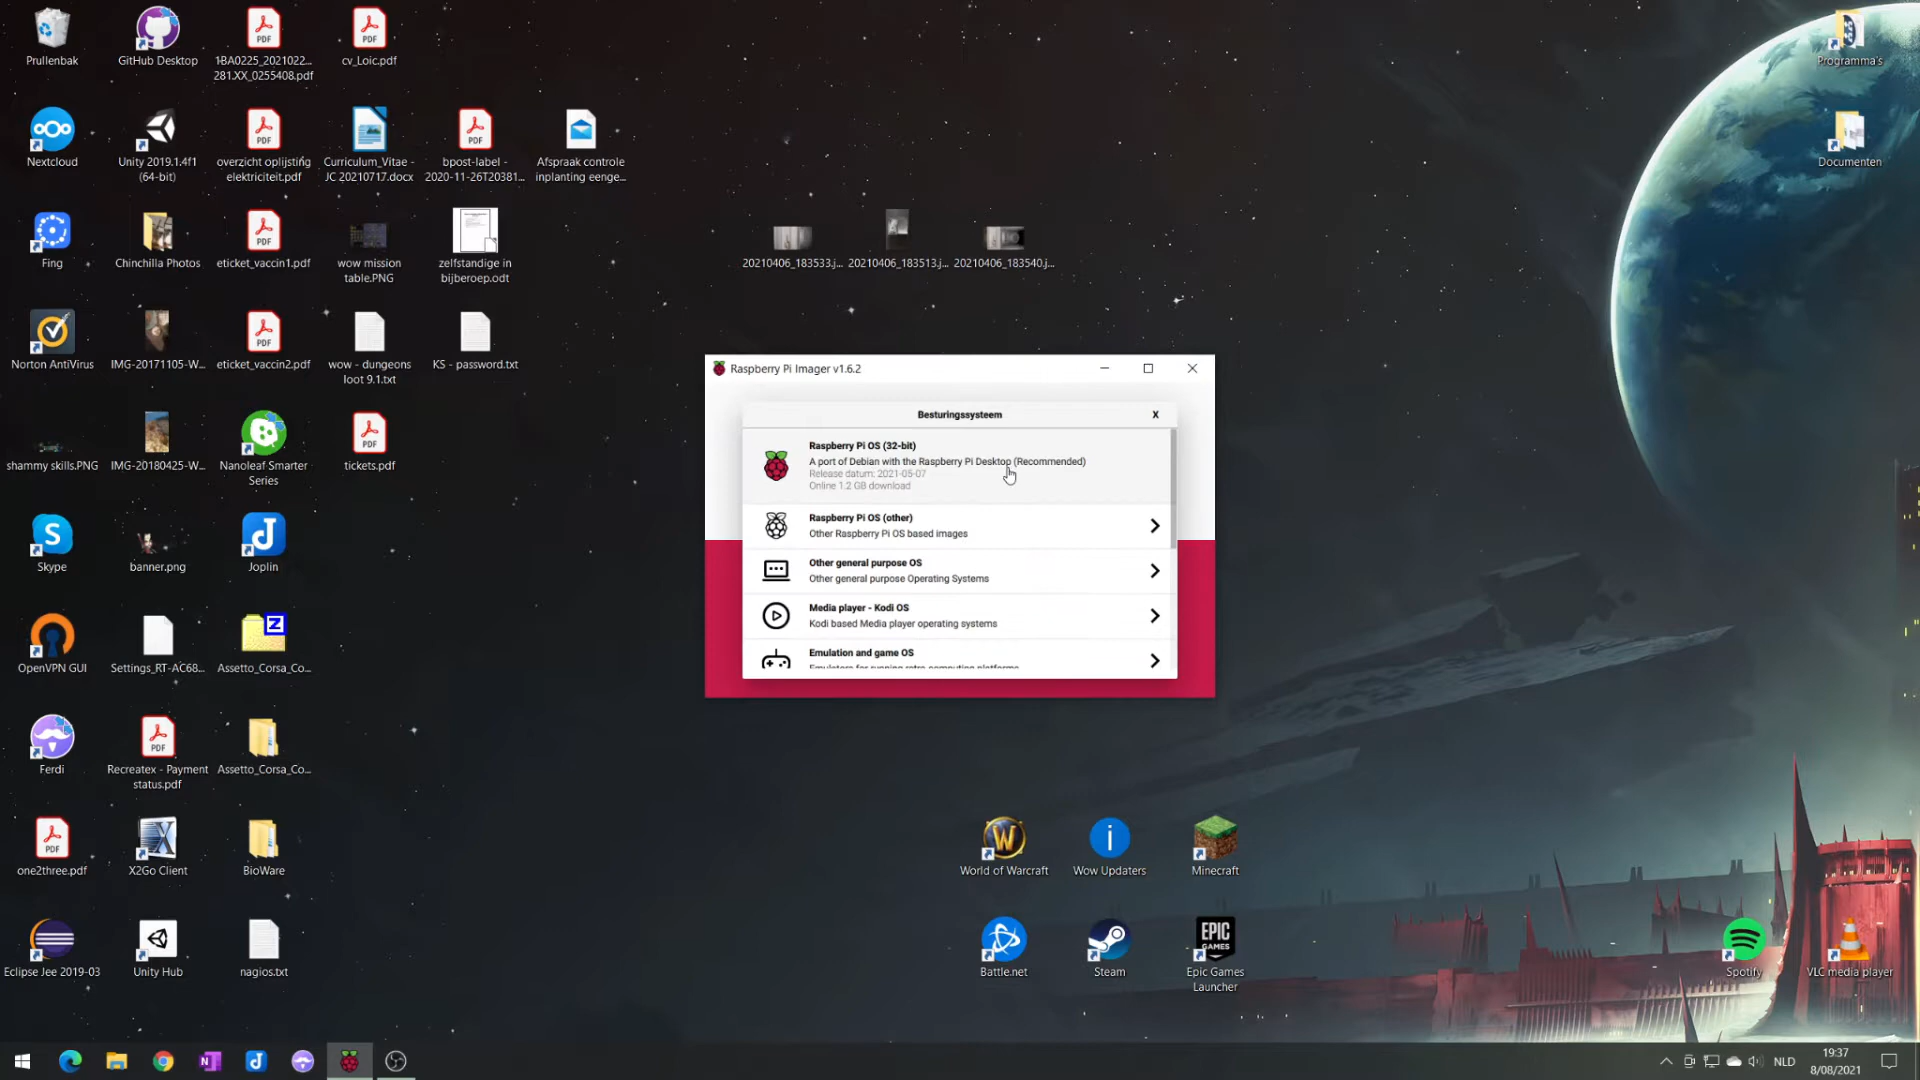 Prullenbak
GitHub Desktop
1BA0225_2021022...
281.XX_0255408.pdf
cv_Loic.pdf
Programma's
Nextcloud
Unity 2019.1.4f1
(64-bit)
overzicht oplijsting
elektriciteit.pdf
Curriculum_Vitae -
JC 20210717.docx
bpost-label -
2020-11-26T20381...
Afspraak controle
inplanting eenge...
Documenten
Fing
Chinchilla Photos
eticket_vaccin1.pdf
wow mission
table.PNG
zelfstandige in
bijberoep.odt
20210406_183533.j...
20210406_183513.j...
20210406_183540.j...
Norton AntiVirus
IMG-20171105-W...
eticket_vaccin2.pdf
wow - dungeons
loot 9.1.txt
KS - password.txt
shammy skills.PNG
IMG-20180425-W...
Nanoleaf Smarter
Series
tickets.pdf
Skype
banner.png
Joplin
OpenVPN GUI
Settings_RT-AC68...
Assetto_Corsa_Co...
Ferdi
Recreatex - Payment
status.pdf
Assetto_Corsa_Co...
one2three.pdf
X2Go Client
BioWare
Eclipse Jee 2019-03
Unity Hub
nagios.txt
Raspberry Pi Imager v1.6.2
Besturingssysteem
X
Raspberry Pi OS (32-bit)
A port of Debian with the Raspberry Pi Desktop (Recommended)
Release datum: 2021-05-07
Online 1.2 GB download
Raspberry Pi OS (other)
Other Raspberry Pi OS based images
Other general purpose OS
Other general purpose Operating Systems
Media player - Kodi OS
Kodi based Media player operating systems
Emulation and game OS
Emulators for running retro-computing platforms
World of Warcraft
Wow Updaters
Minecraft
Battle.net
Steam
EPIC
GAMES
Epic Games
Launcher
Spotify
VLC media player
NLD
19:37
8/08/2021